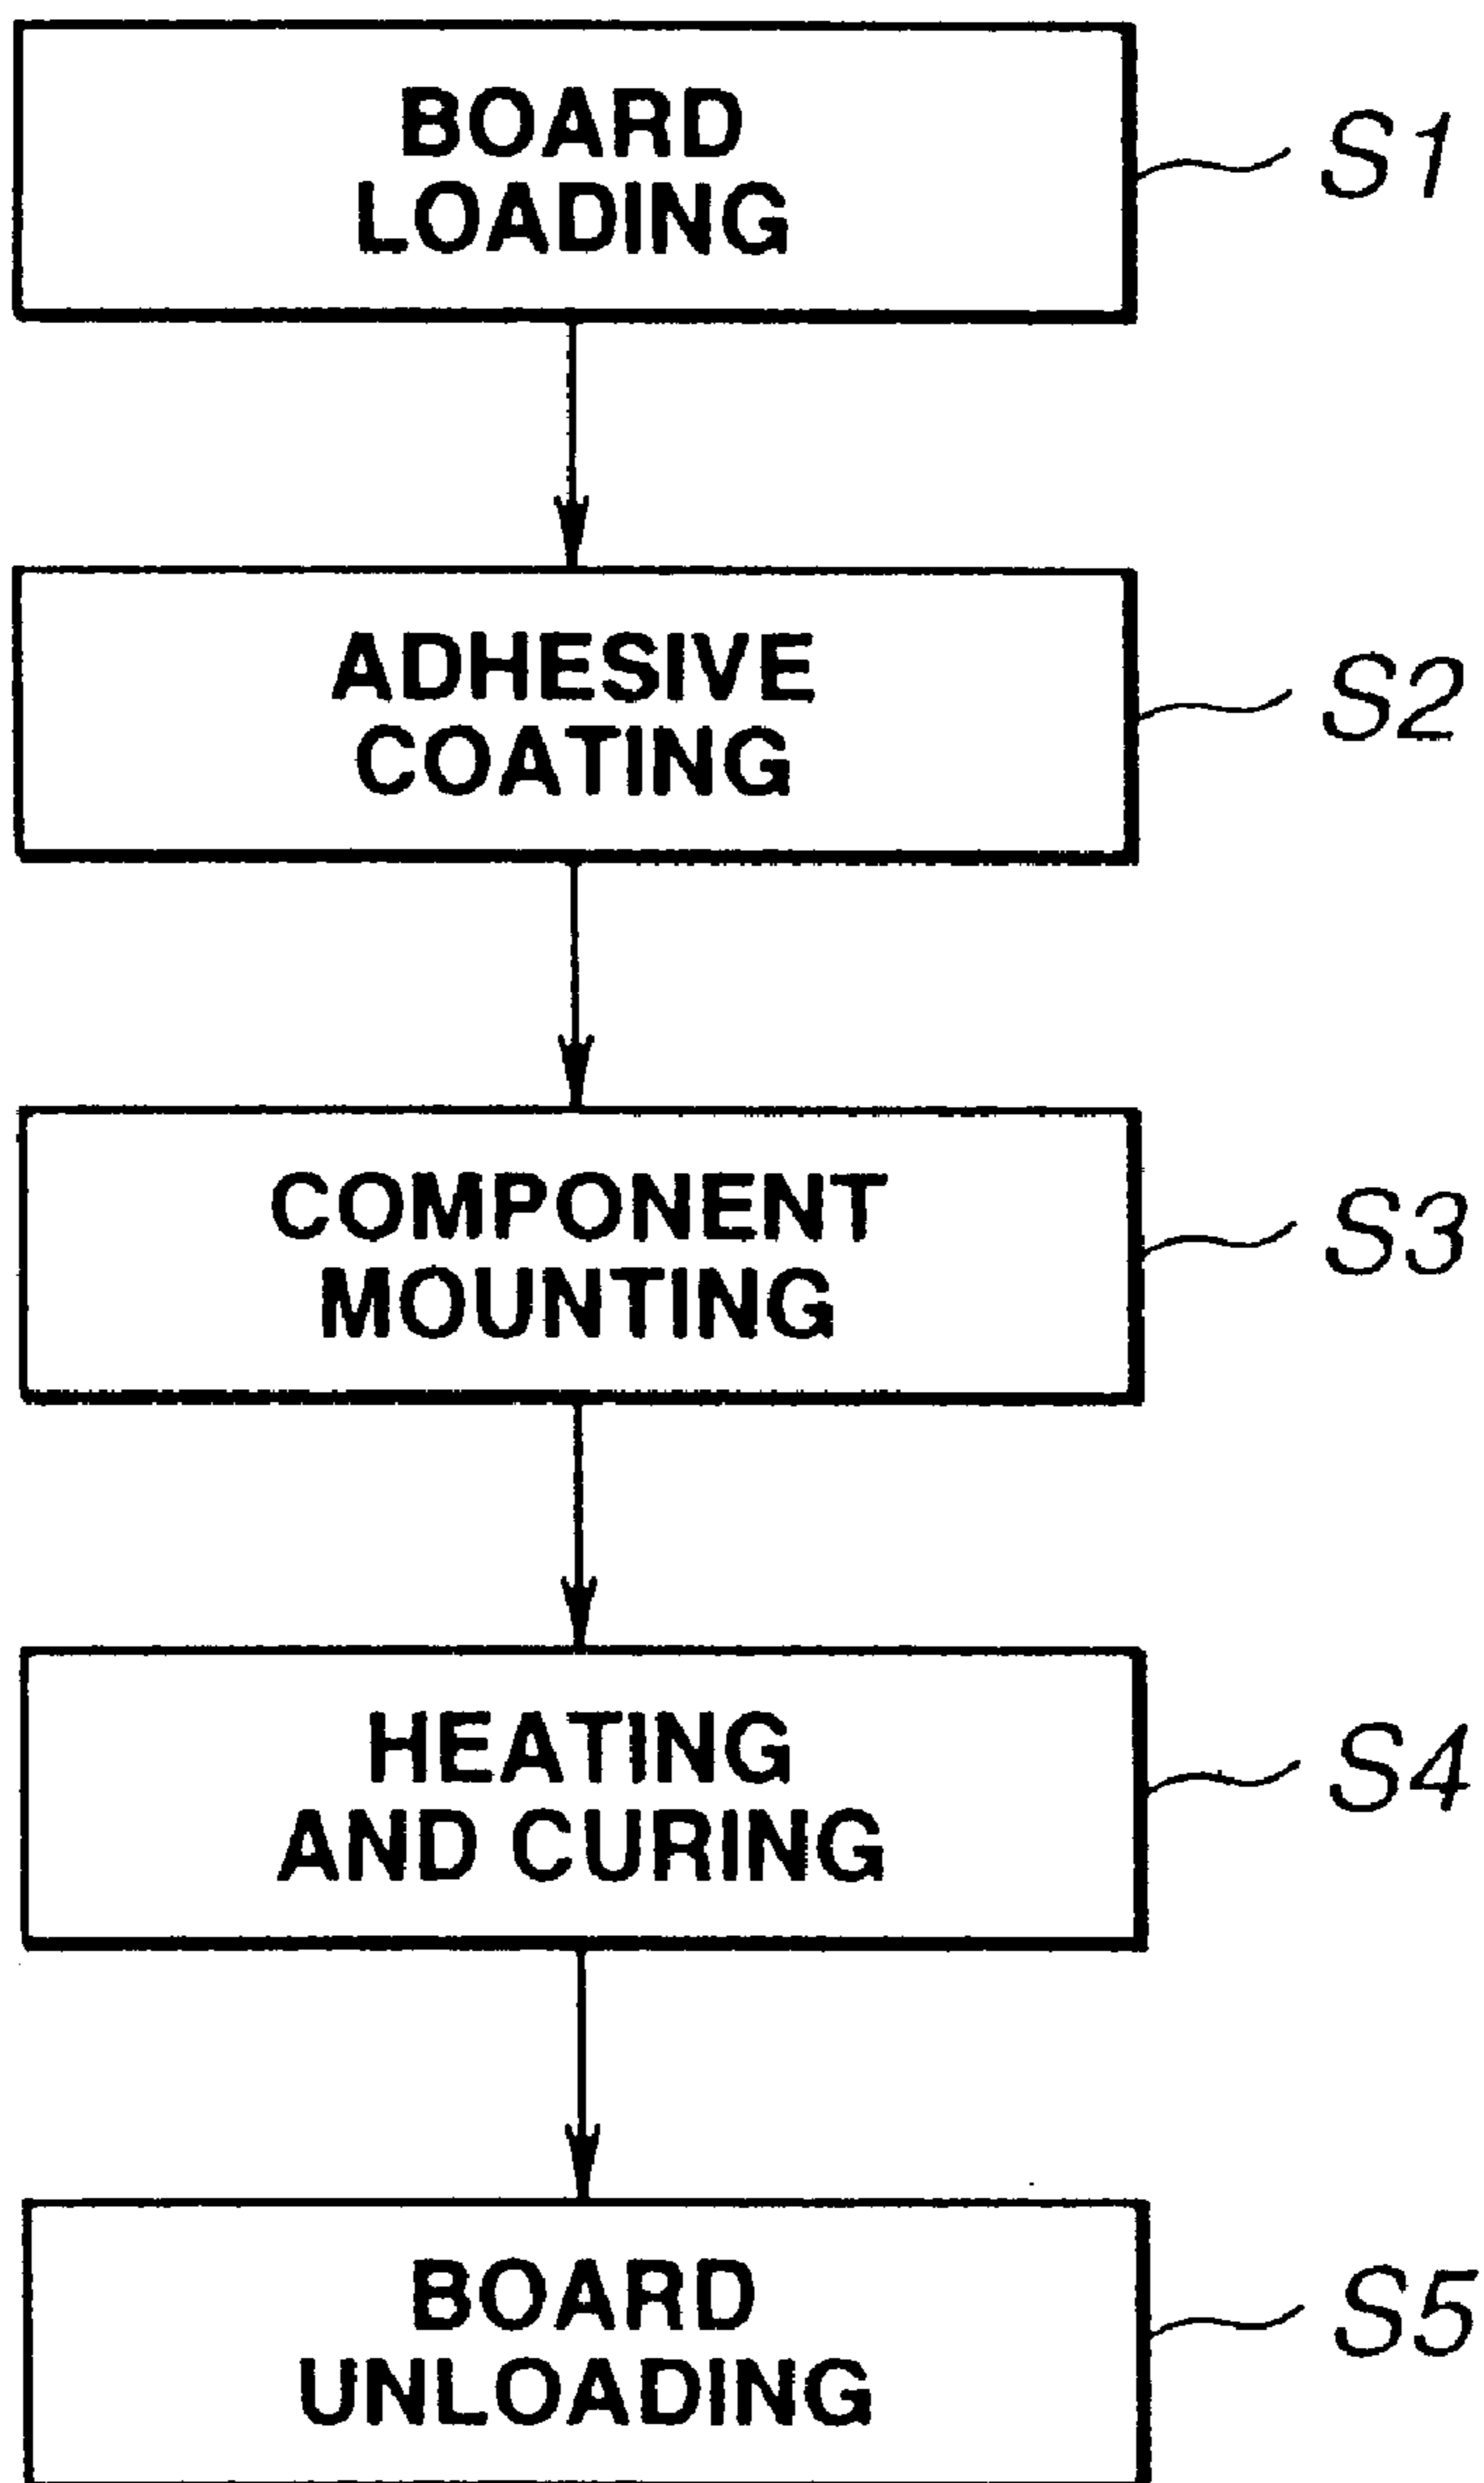 BOARD
LOADING
S1
ADHESIVE
COATING
S2
COMPONENT
MOUNTING
S3
HEATING
AND CURING
S4
BOARD
UNLOADING
S5